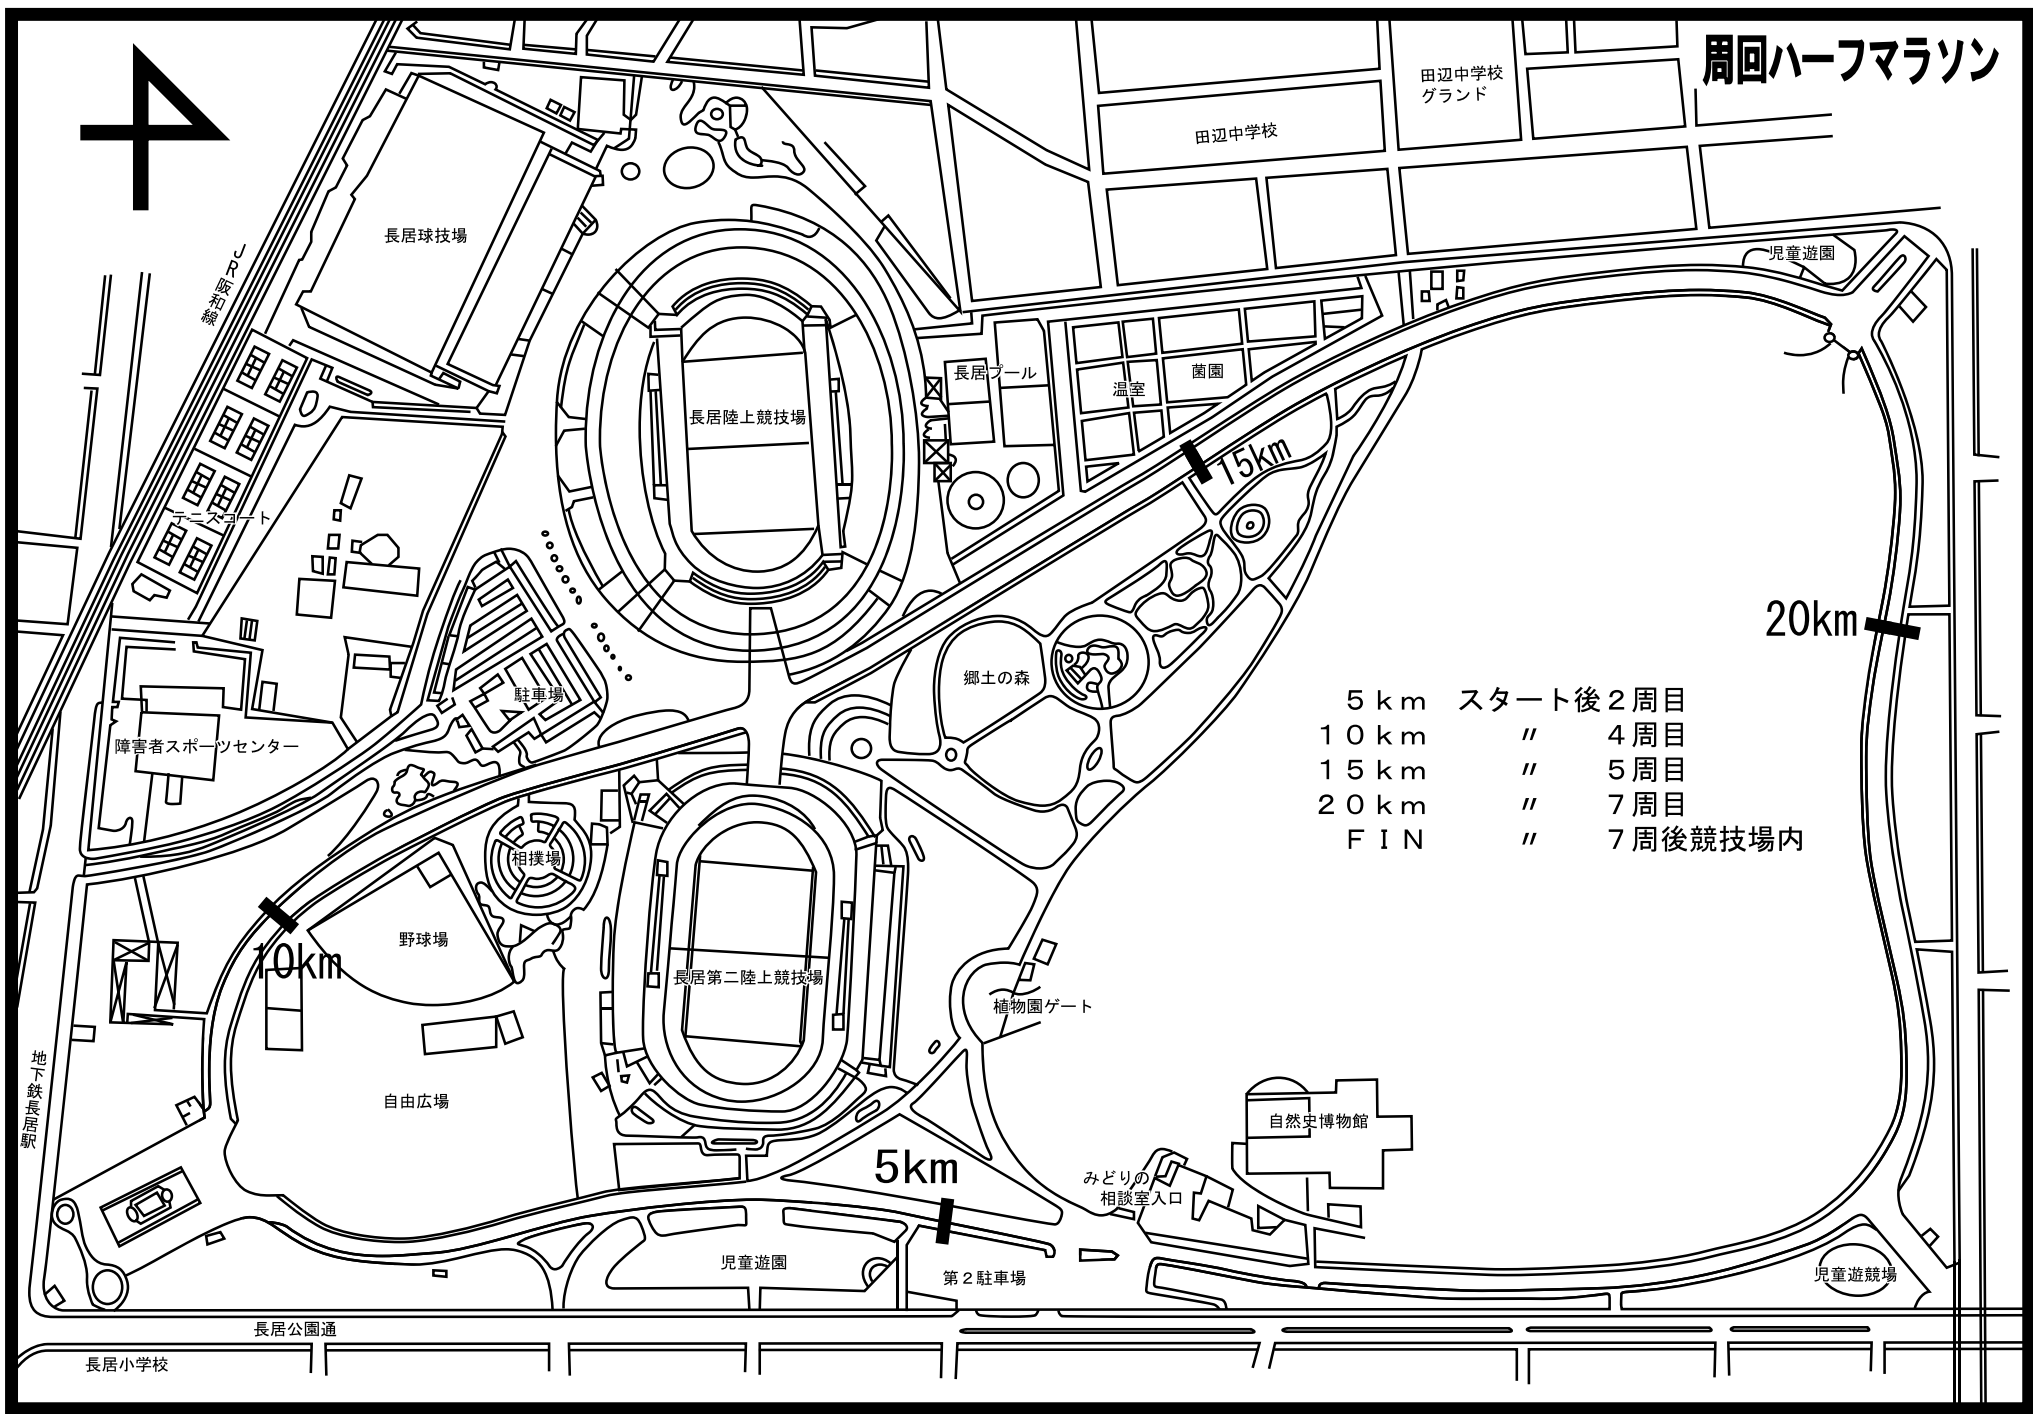 周回ハーフマラソン
田辺中学校
グランド
田辺中学校
長居球技場
児童遊園
JR阪和線
長居プール
温室
菌園
長居陸上競技場
15km
テニスコート
20km
郷土の森
駐車場
障害者スポーツセンター
5km スタート後2周目
10km 〃 4周目
15km 〃 5周目
20km 〃 7周目
FIN 〃 7周後競技場内
相撲場
野球場
10km
長居第二陸上競技場
植物園ゲート
地下鉄長居駅
自由広場
自然史博物館
5km
みどりの
相談室入口
児童遊園
第2駐車場
児童遊競場
長居公園通
長居小学校